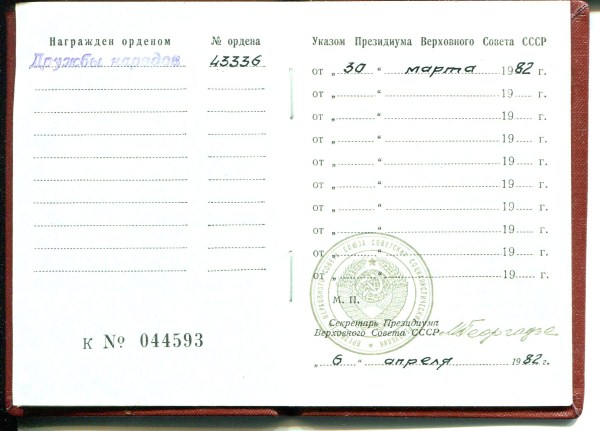 Награжден орденом
№ ордена
Дружбы народов
43336
К № 044593
Указом Президиума Верховного Совета СССР
от „ 30 “ марта 1982 г.
от „ “ 19 г.
от „ “ 19 г.
от „ “ 19 г.
от „ “ 19 г.
от „ “ 19 г.
от „ “ 19 г.
от „ “ 19 г.
от „ “ 19 г.
от „ “ 19 г.
М. П.
Секретарь Президиума
Верховного Совета СССР
М Георгадзе
„ 6 “ апреля 1982 г.